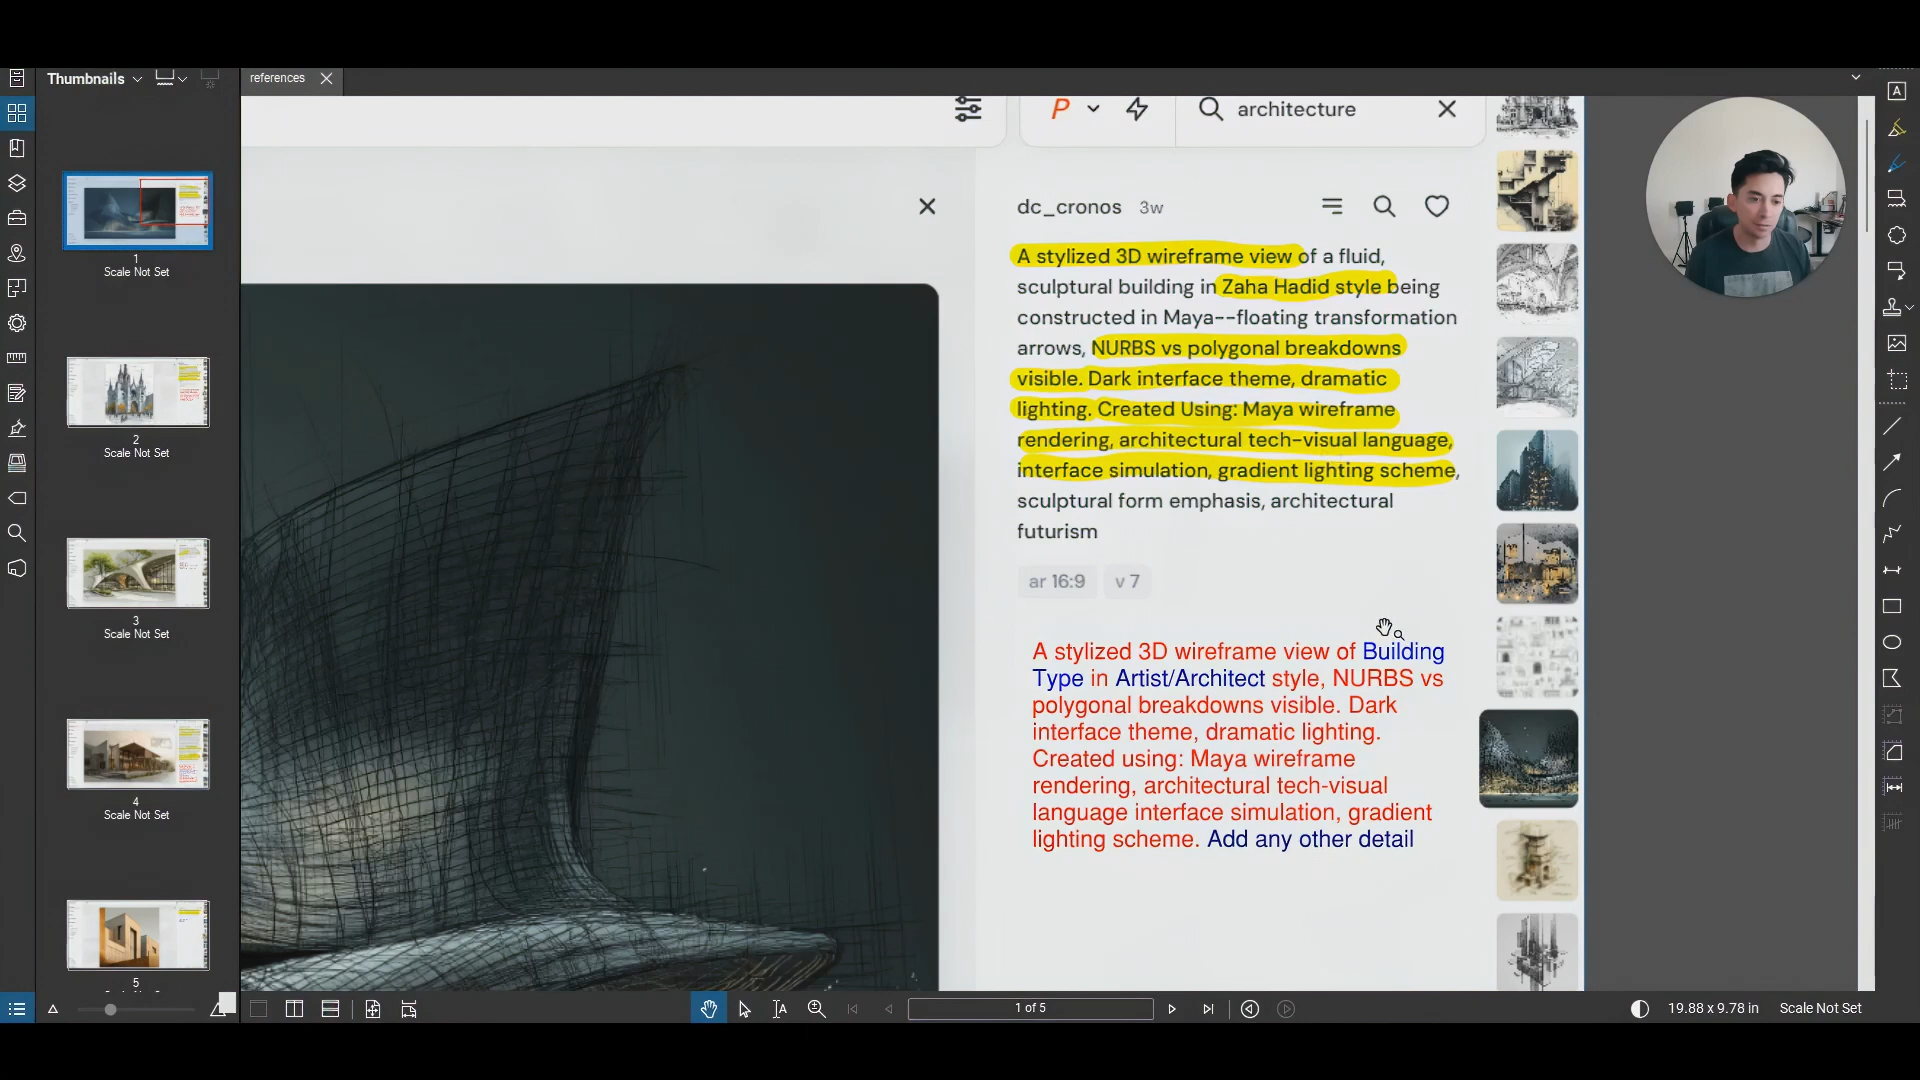 Thumbnails
references
P
architecture
dc_cronos 3w
A stylized 3D wireframe view of a fluid,
sculptural building in Zaha Hadid style being
constructed in Maya--floating transformation
arrows, NURBS vs polygonal breakdowns
visible. Dark interface theme, dramatic
lighting. Created Using: Maya wireframe
rendering, architectural tech-visual language,
interface simulation, gradient lighting scheme,
sculptural form emphasis, architectural
futurism
ar 16:9 v 7
A stylized 3D wireframe view of Building
Type in Artist/Architect style, NURBS vs
polygonal breakdowns visible. Dark
interface theme, dramatic lighting.
Created using: Maya wireframe
rendering, architectural tech-visual
language interface simulation, gradient
lighting scheme. Add any other detail
1
Scale Not Set
2
Scale Not Set
3
Scale Not Set
4
Scale Not Set
5
1 of 5
19.88 x 9.78 in
Scale Not Set